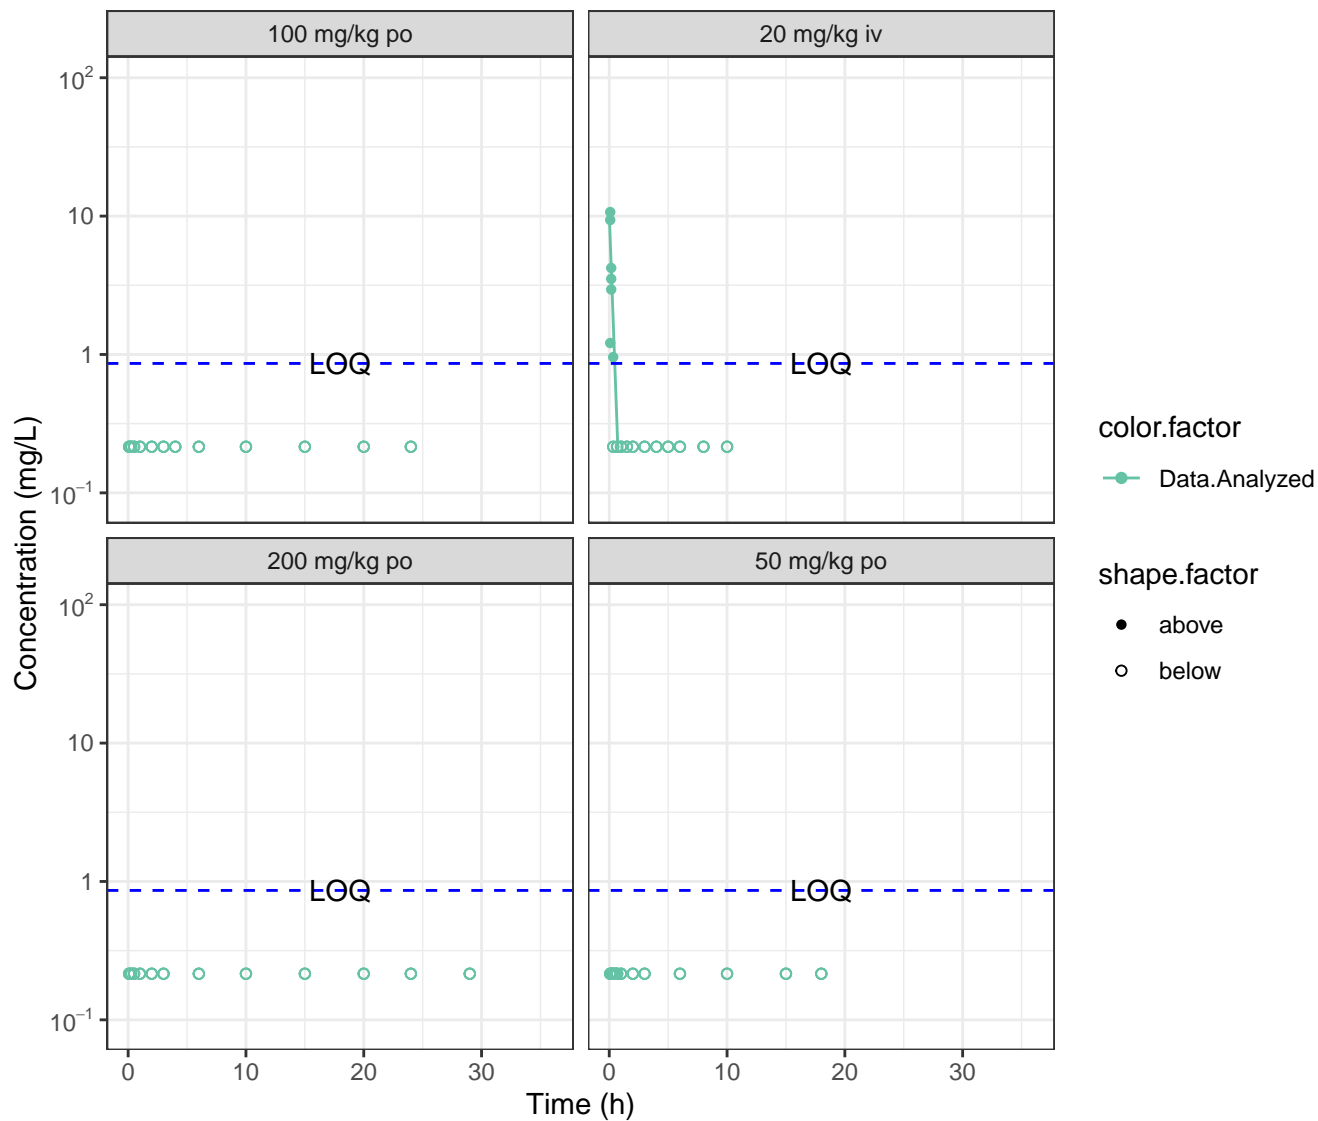 100 mg/kg po
20 mg/kg iv
10²
10
1
10⁻¹
LOQ
LOQ
200 mg/kg po
50 mg/kg po
10²
10
1
10⁻¹
LOQ
LOQ
0 10 20 30
0 10 20 30
Time (h)
Concentration (mg/L)
color.factor
Data.Analyzed
shape.factor
above
below